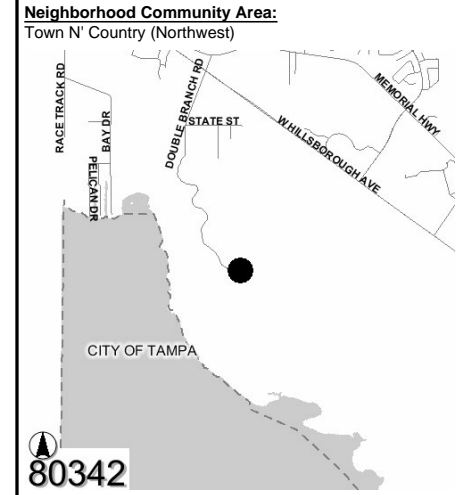 Neighborhood Community Area:
Town N' Country (Northwest)
RACE TRACK RD
BAY DR
PELICAN DR
DOUBLE BRANCH RD
STATE ST
W HILLSBOROUGH AVE
MEMORIAL HWY
CITY OF TAMPA
80342